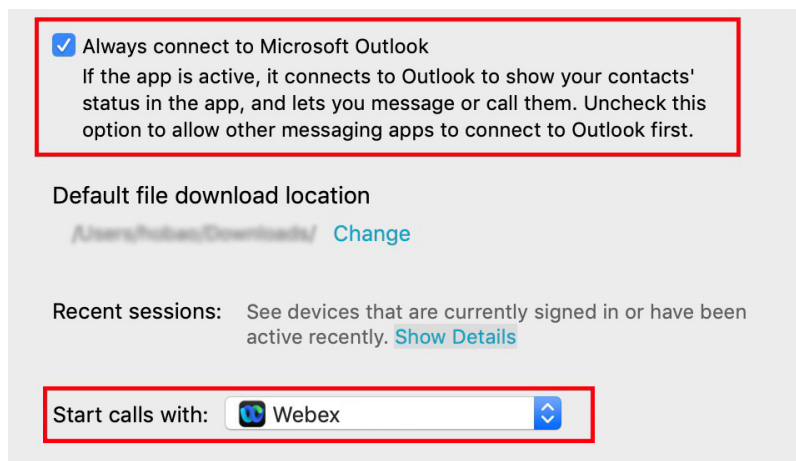 Always connect to Microsoft Outlook
If the app is active, it connects to Outlook to show your contacts'
status in the app, and lets you message or call them. Uncheck this
option to allow other messaging apps to connect to Outlook first.
Default file download location
Change
Recent sessions: See devices that are currently signed in or have been
active recently. Show Details
Start calls with: Webex